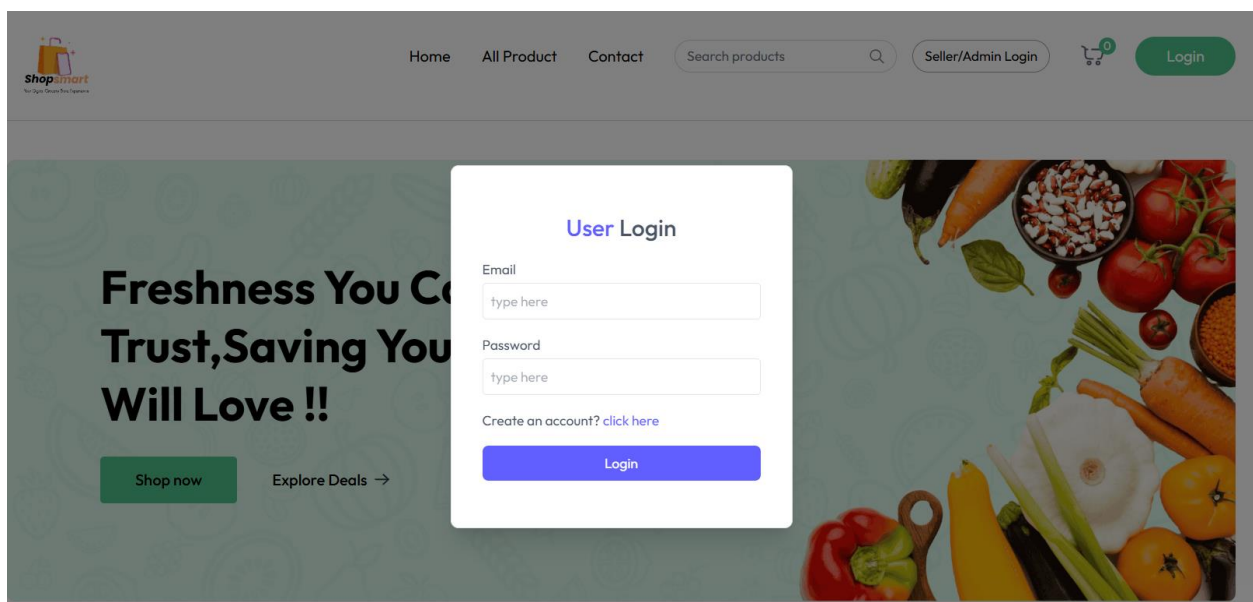 Home All Product Contact Search products Seller/Admin Login 0 Login
Shopsmart
User Login
Email
type here
Password
type here
Create an account? click here
Login
Freshness You Ca
Trust,Saving You
Will Love !!
Shop now Explore Deals →